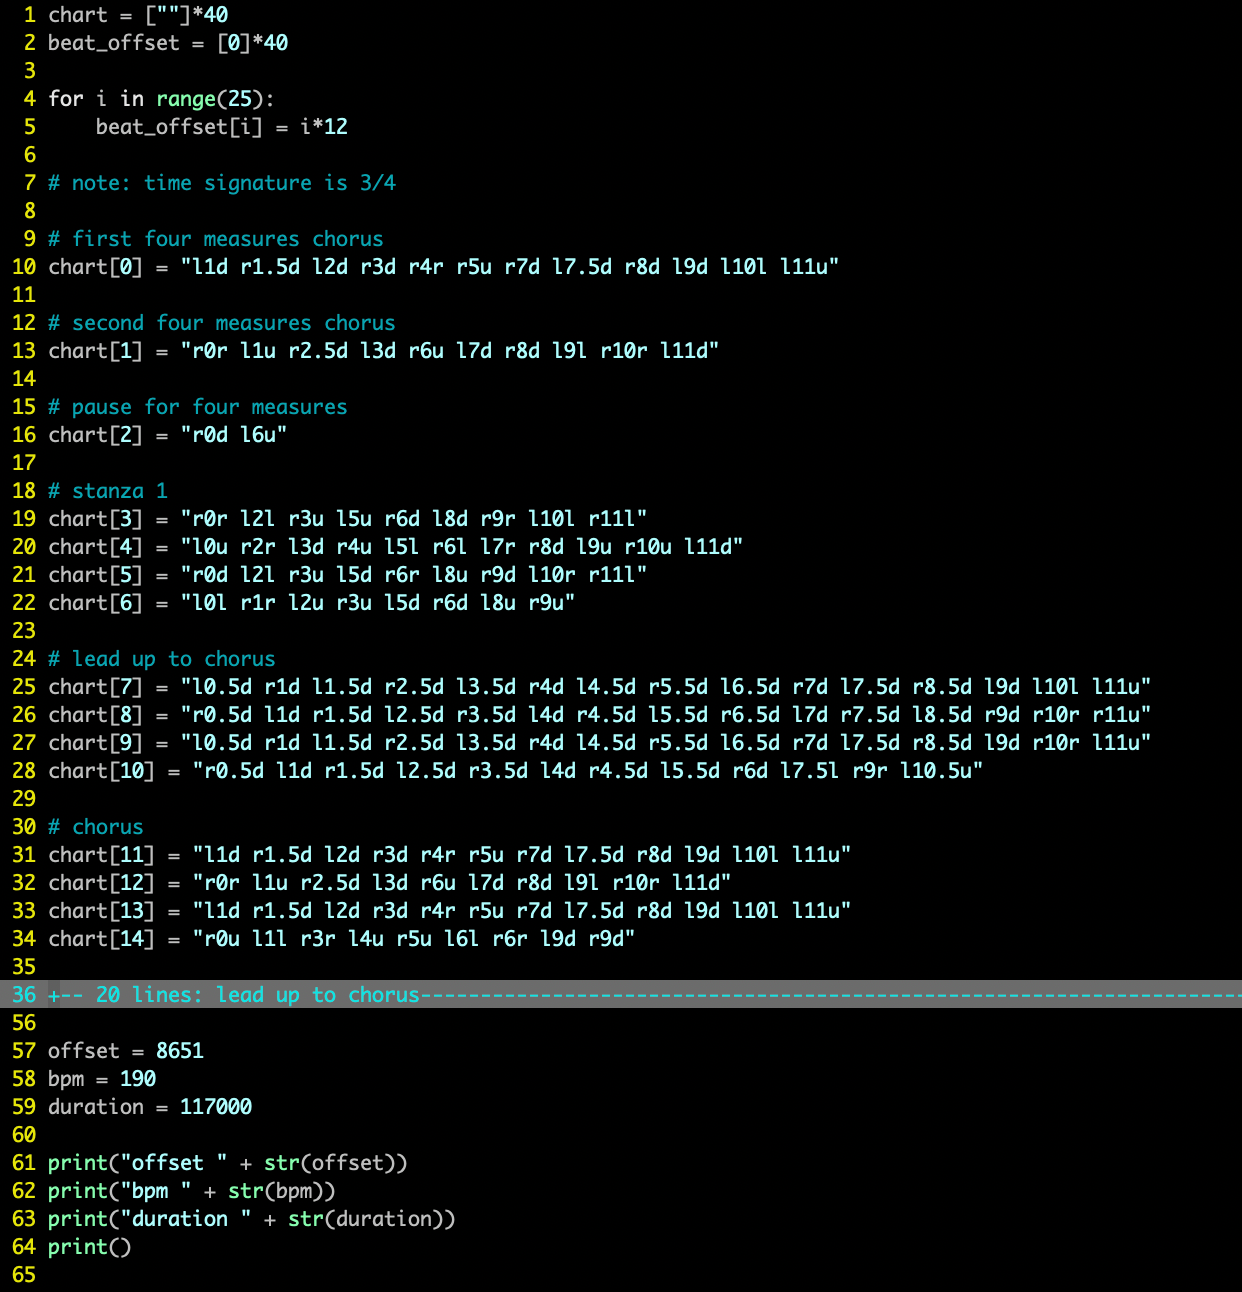 1 chart = [""]*40
2 beat_offset = [0]*40
3
4 for i in range(25):
5     beat_offset[i] = i*12
6
7 # note: time signature is 3/4
8
9 # first four measures chorus
10 chart[0] = "l1d r1.5d l2d r3d r4r r5u r7d l7.5d r8d l9d l10l l11u"
11
12 # second four measures chorus
13 chart[1] = "r0r l1u r2.5d l3d r6u l7d r8d l9l r10r l11d"
14
15 # pause for four measures
16 chart[2] = "r0d l6u"
17
18 # stanza 1
19 chart[3] = "r0r l2l r3u l5u r6d l8d r9r l10l r11l"
20 chart[4] = "l0u r2r l3d r4u l5l r6l l7r r8d l9u r10u l11d"
21 chart[5] = "r0d l2l r3u l5d r6r l8u r9d l10r r11l"
22 chart[6] = "l0l r1r l2u r3u l5d r6d l8u r9u"
23
24 # lead up to chorus
25 chart[7] = "l0.5d r1d l1.5d r2.5d l3.5d r4d l4.5d r5.5d l6.5d r7d l7.5d r8.5d l9d l10l l11u"
26 chart[8] = "r0.5d l1d r1.5d l2.5d r3.5d l4d r4.5d l5.5d r6.5d l7d r7.5d l8.5d r9d r10r r11u"
27 chart[9] = "l0.5d r1d l1.5d r2.5d l3.5d r4d l4.5d r5.5d l6.5d r7d l7.5d r8.5d l9d r10r l11u"
28 chart[10] = "r0.5d l1d r1.5d l2.5d r3.5d l4d r4.5d l5.5d r6d l7.5l r9r l10.5u"
29
30 # chorus
31 chart[11] = "l1d r1.5d l2d r3d r4r r5u r7d l7.5d r8d l9d l10l l11u"
32 chart[12] = "r0r l1u r2.5d l3d r6u l7d r8d l9l r10r l11d"
33 chart[13] = "l1d r1.5d l2d r3d r4r r5u r7d l7.5d r8d l9d l10l l11u"
34 chart[14] = "r0u l1l r3r l4u r5u l6l r6r l9d r9d"
35
36 +-- 20 lines: lead up to chorus---------------------------------------------------------------------
56
57 offset = 8651
58 bpm = 190
59 duration = 117000
60
61 print("offset " + str(offset))
62 print("bpm " + str(bpm))
63 print("duration " + str(duration))
64 print()
65